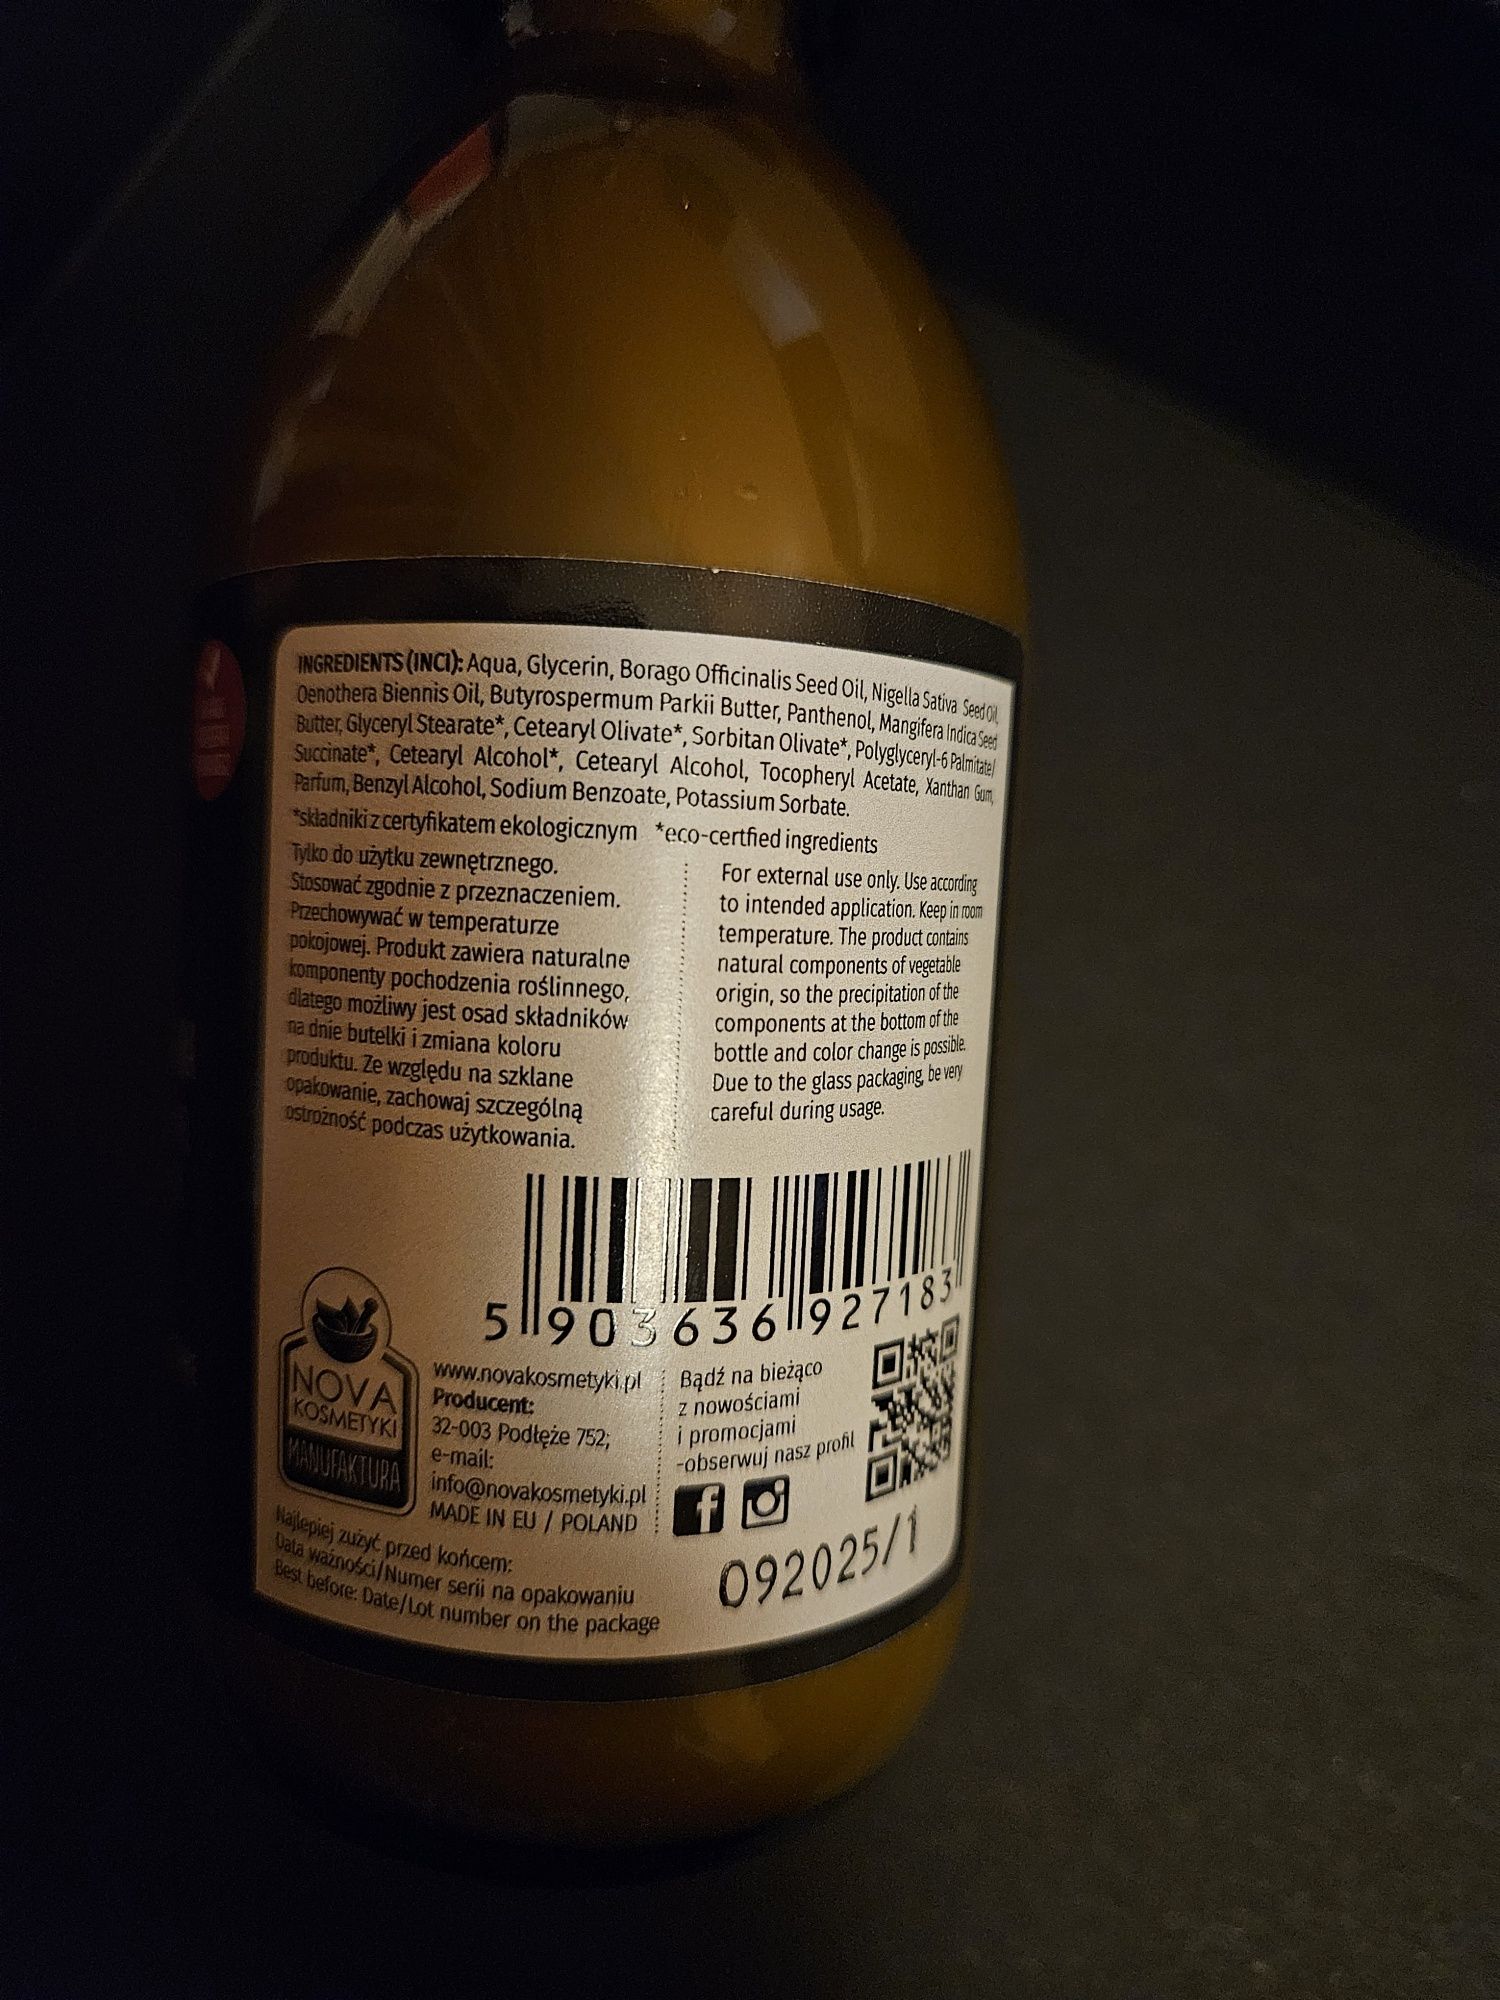 INGREDIENTS (INCI): Aqua, Glycerin, Borago Officinalis Seed Oil, Nigella Sativa Seed Oil,
Oenothera Biennis Oil, Butyrospermum Parkii Butter, Panthenol, Mangifera Indica Seed
Butter, Glyceryl Stearate*, Cetearyl Olivate*, Sorbitan Olivate*, Polyglyceryl-6 Palmitate/
Succinate*, Cetearyl Alcohol*, Cetearyl Alcohol, Tocopheryl Acetate, Xanthan Gum,
Parfum, Benzyl Alcohol, Sodium Benzoate, Potassium Sorbate.
*składniki z certyfikatem ekologicznym *eco-certfied ingredients
Tylko do użytku zewnętrznego.
Stosować zgodnie z przeznaczeniem.
Przechowywać w temperaturze
pokojowej. Produkt zawiera naturalne
komponenty pochodzenia roślinnego,
dlatego możliwy jest osad składników
na dnie butelki i zmiana koloru
produktu. Ze względu na szklane
opakowanie, zachowaj szczególną
ostrożność podczas użytkowania.
For external use only. Use according
to intended application. Keep in room
temperature. The product contains
natural components of vegetable
origin, so the precipitation of the
components at the bottom of the
bottle and color change is possible.
Due to the glass packaging, be very
careful during usage.
5 903636 927183
NOVA
KOSMETYKI
MANUFAKTURA
www.novakosmetyki.pl
Producent:
32-003 Podłęże 752;
e-mail:
info@novakosmetyki.pl
MADE IN EU / POLAND
Bądź na bieżąco
z nowościami
i promocjami
-obserwuj nasz profil
Najlepiej zużyć przed końcem:
Data ważności/Numer serii na opakowaniu
Best before: Date/Lot number on the package
092025/1